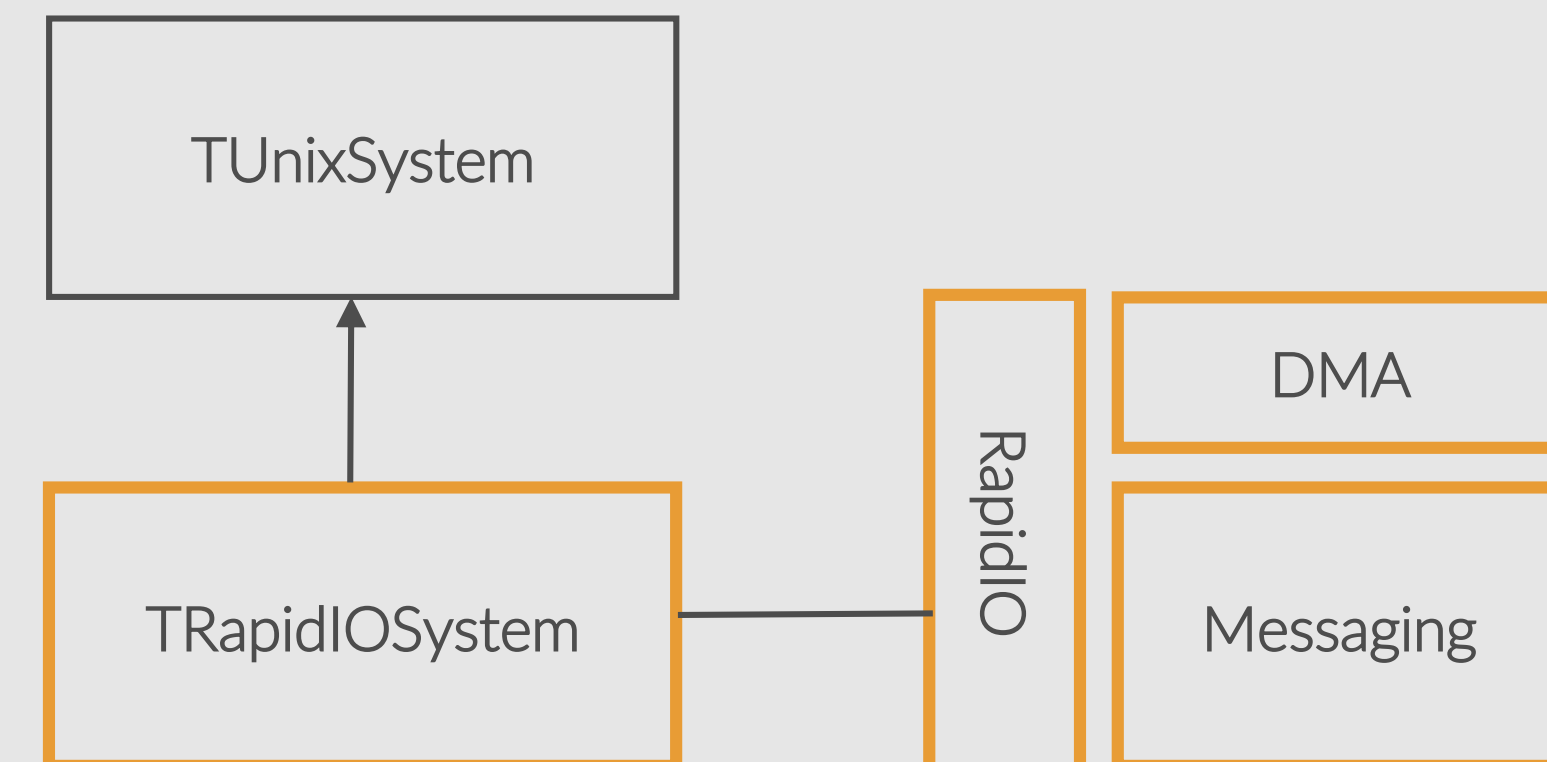 TUnixSystem
DMA
RapidIO
TRapidIOSystem
Messaging